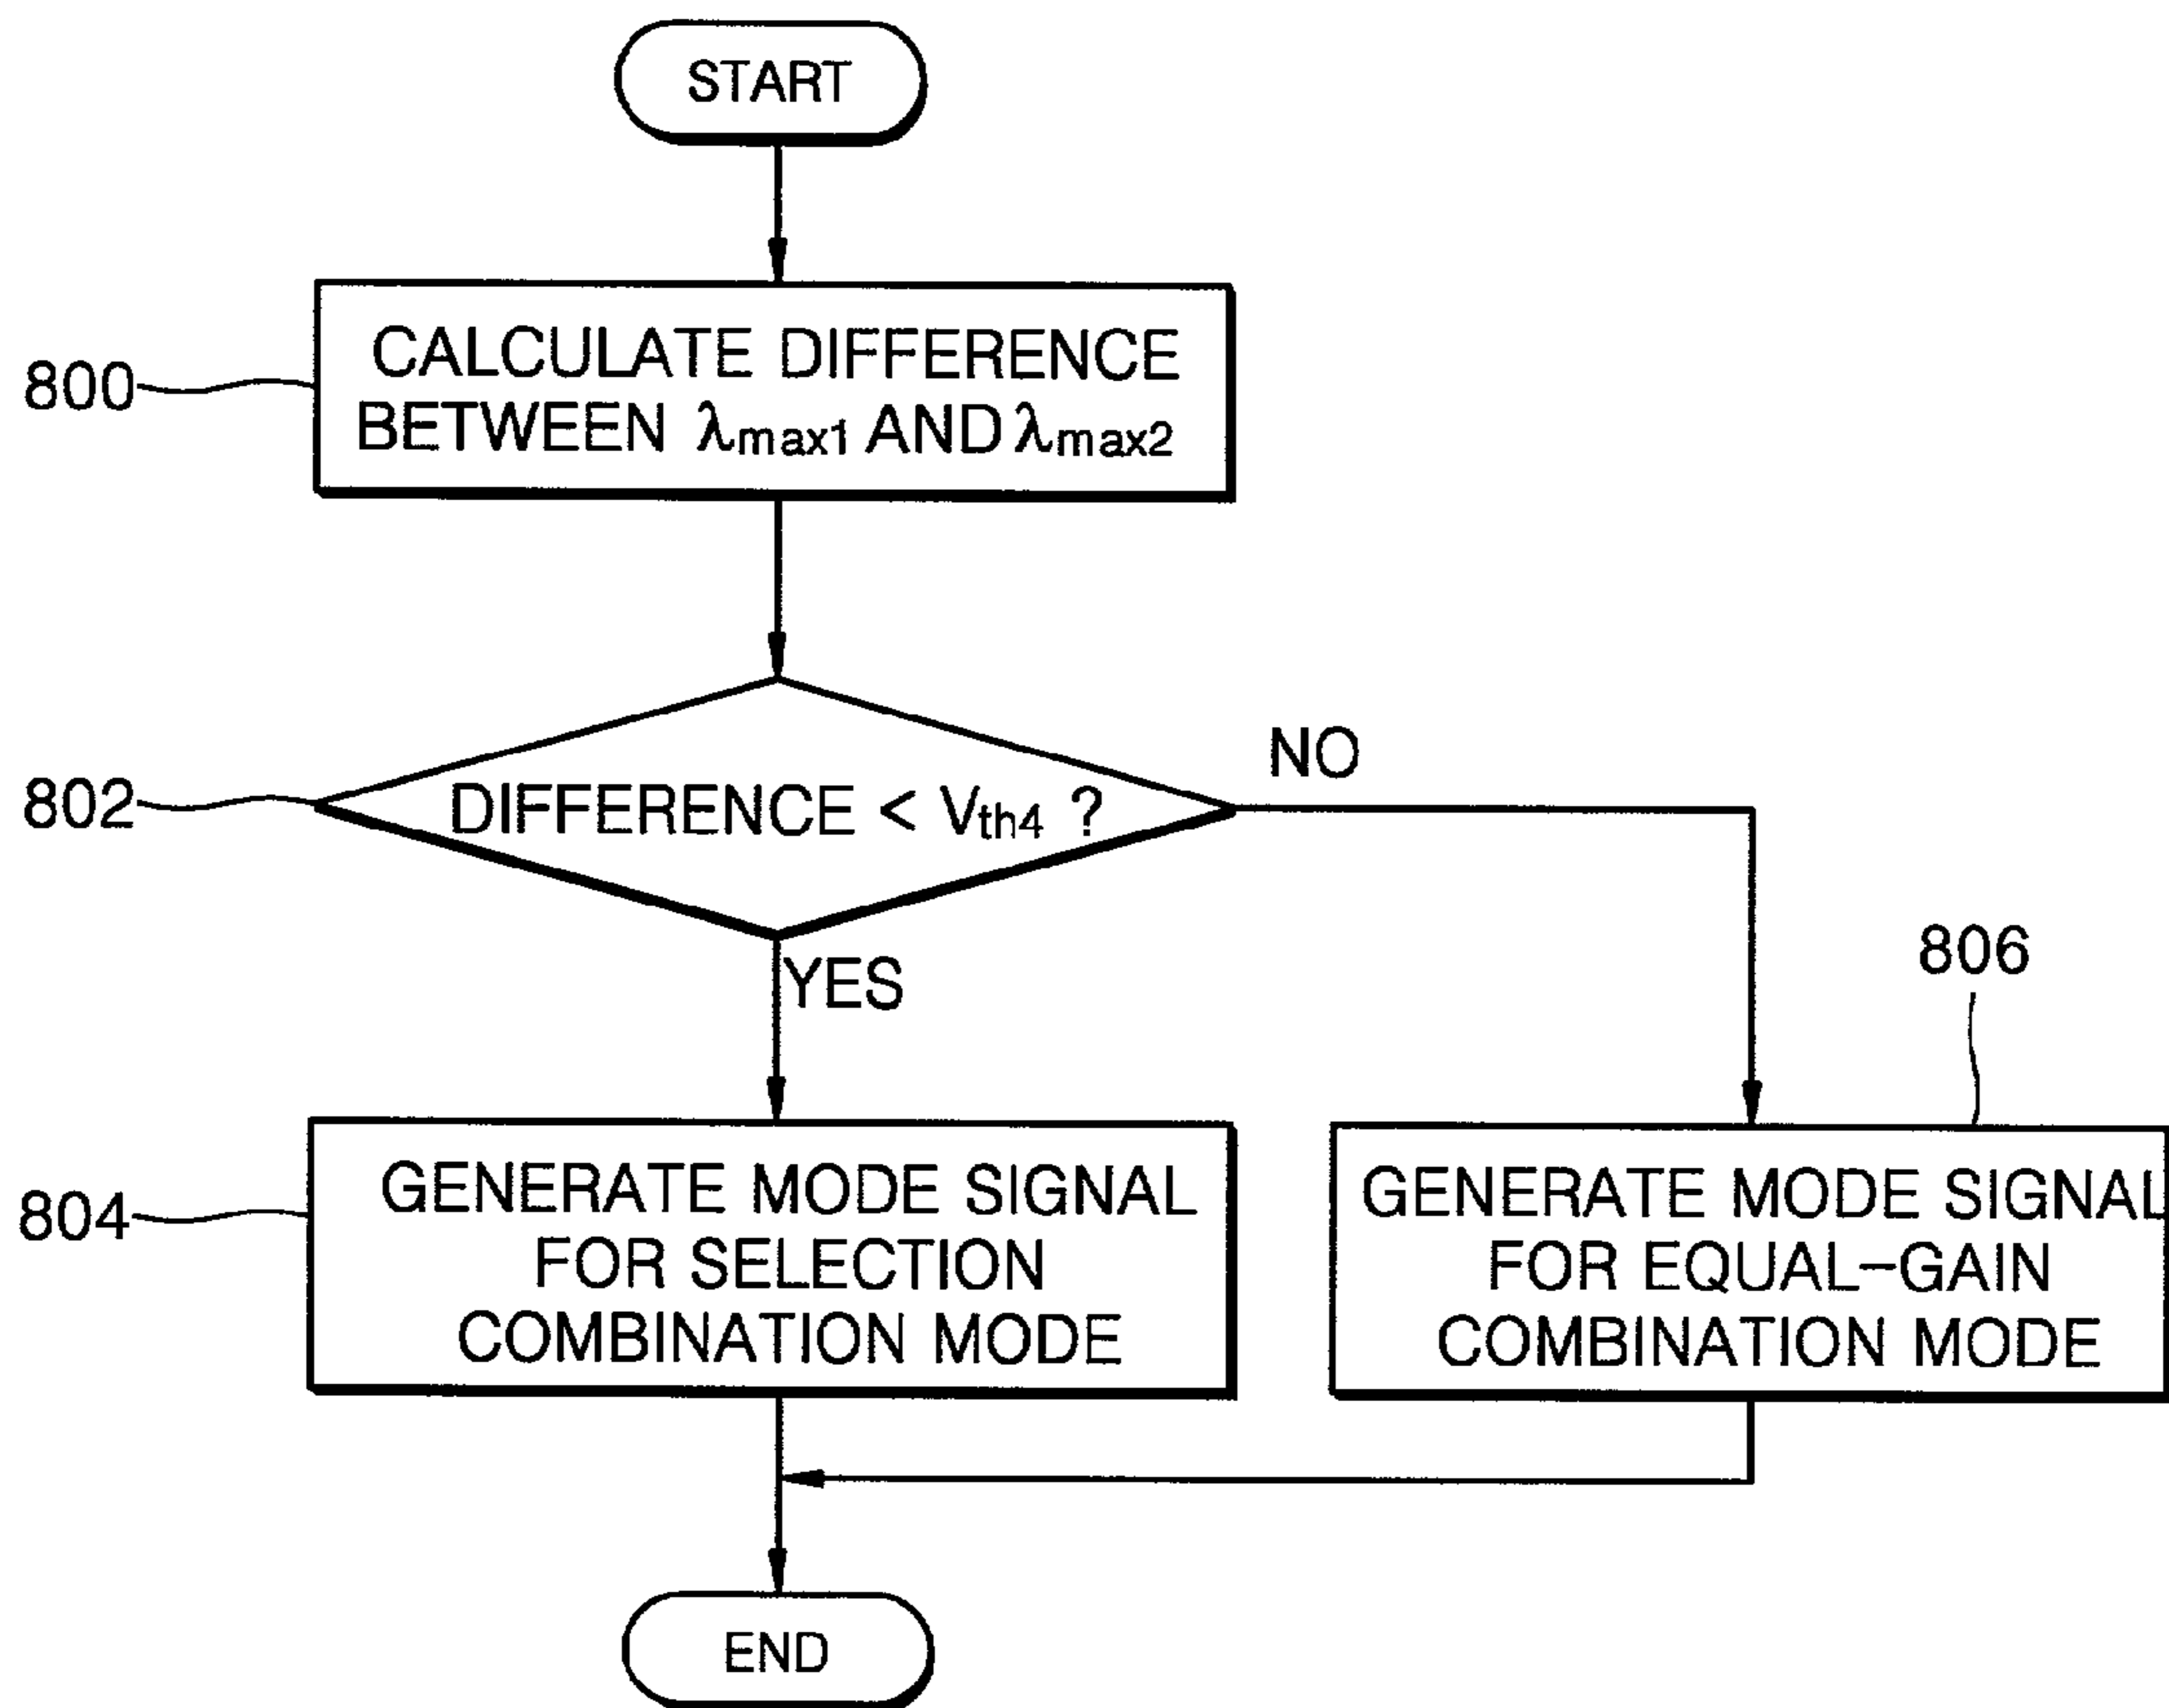 START
800
CALCULATE DIFFERENCE
BETWEEN λmax1 AND λmax2
802
DIFFERENCE < Vth4 ?
NO
YES
806
804
GENERATE MODE SIGNAL
FOR SELECTION
COMBINATION MODE
GENERATE MODE SIGNAL
FOR EQUAL-GAIN
COMBINATION MODE
END